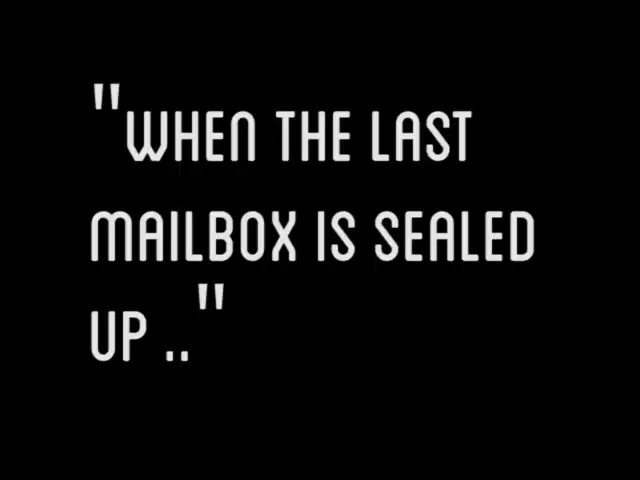 "WHEN THE LAST
MAILBOX IS SEALED
UP .."